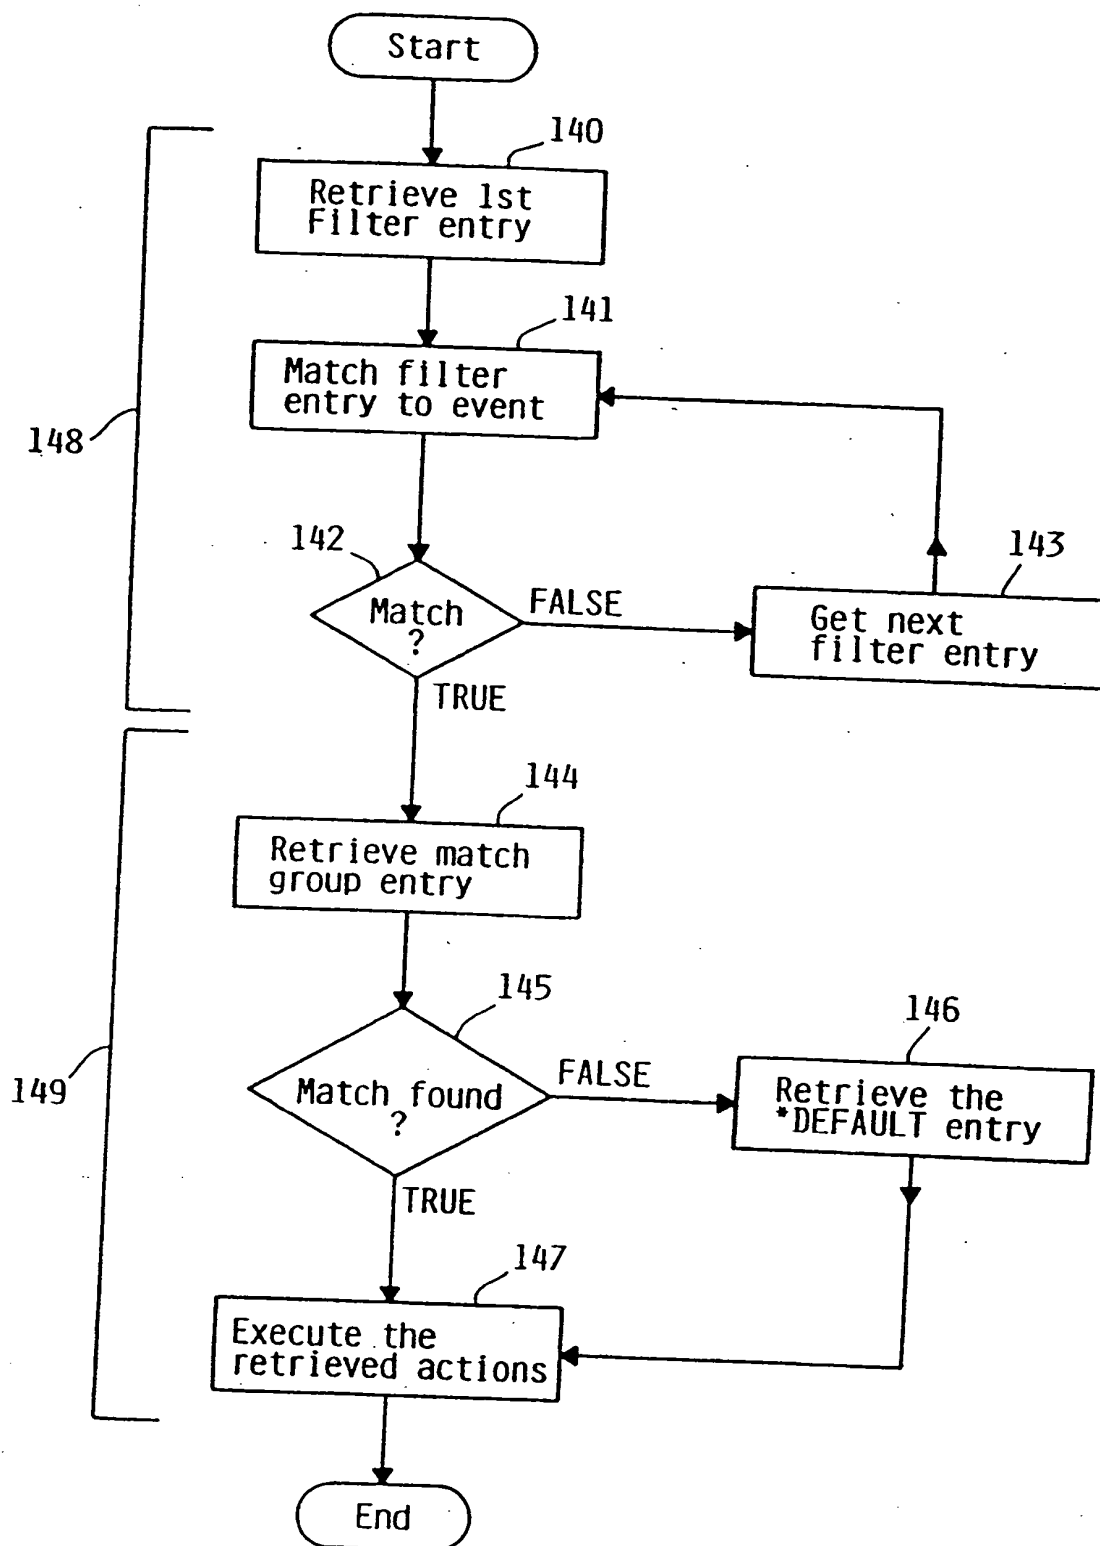 Start
140
Retrieve 1st
Filter entry
141
Match filter
entry to event
148
142
Match
?
FALSE
143
Get next
filter entry
TRUE
144
Retrieve match
group entry
145
Match found
?
FALSE
146
Retrieve the
*DEFAULT entry
149
TRUE
147
Execute the
retrieved actions
End